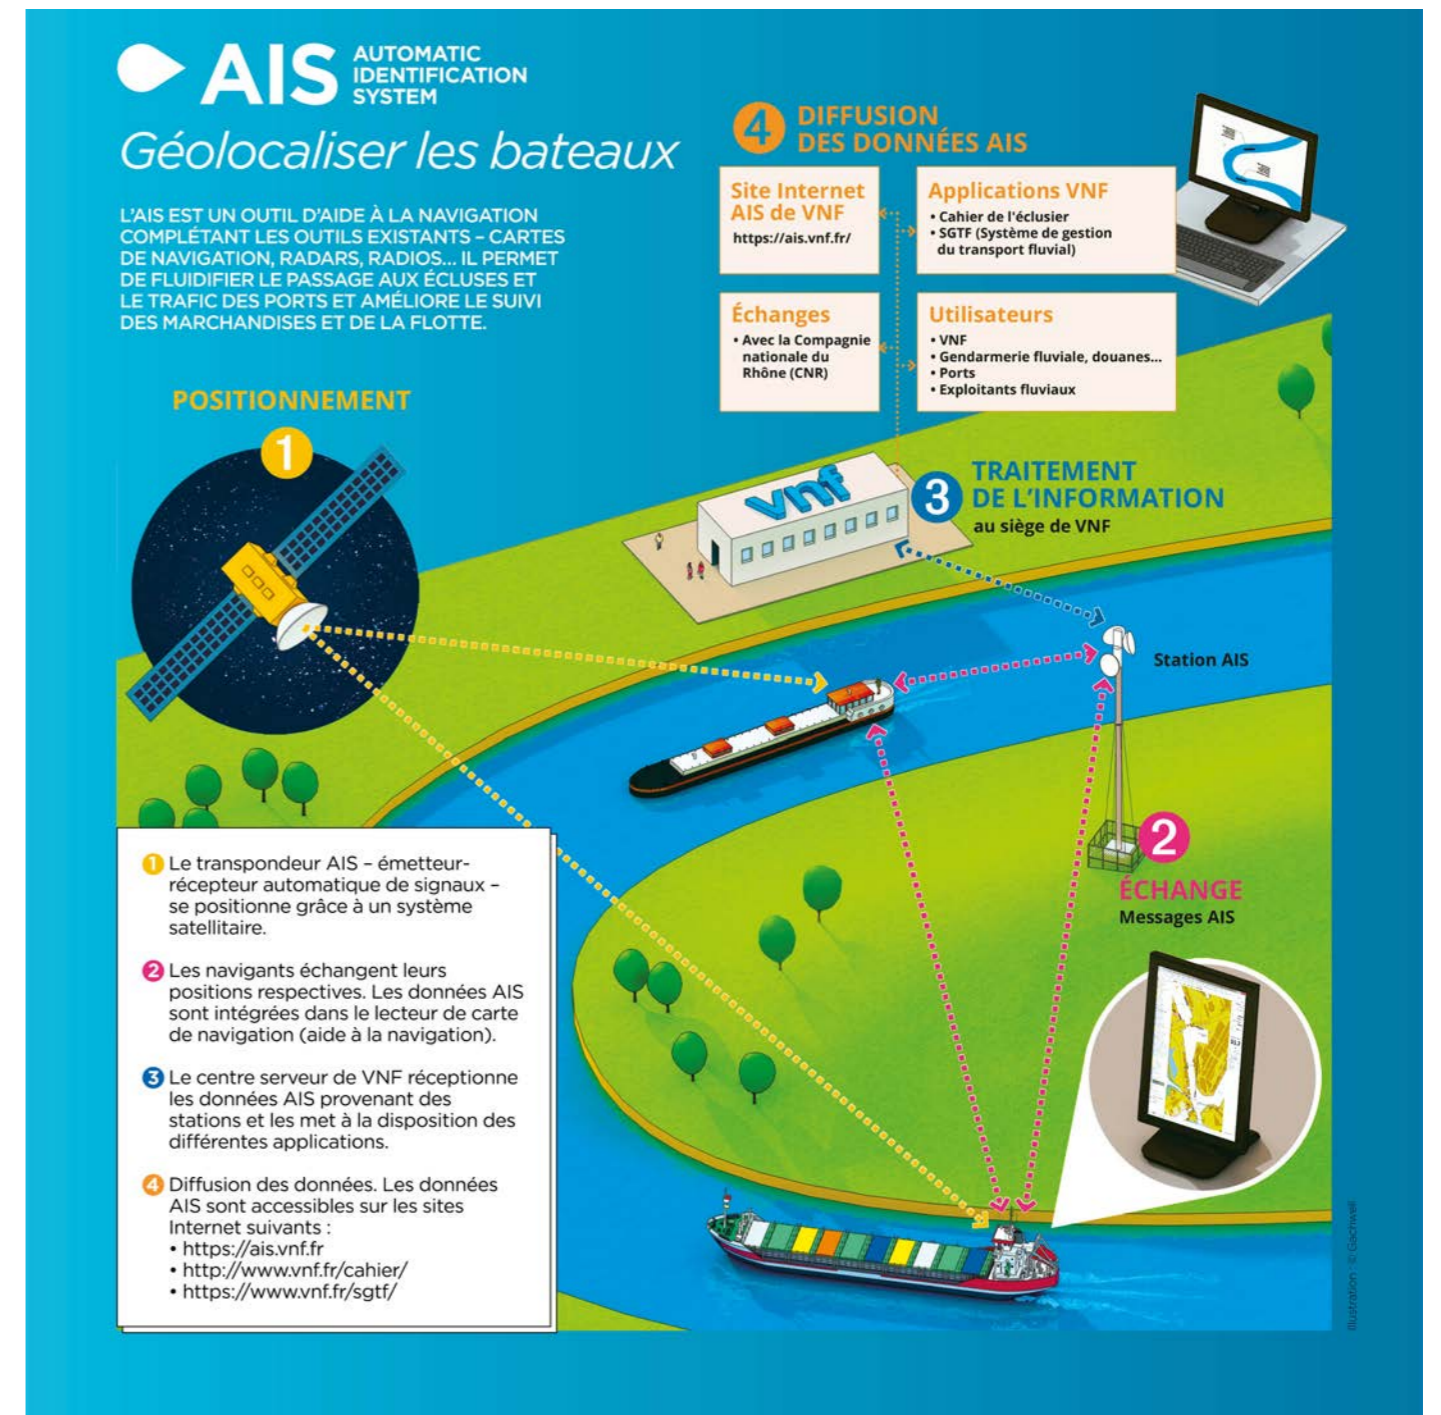 AIS
AUTOMATIC
IDENTIFICATION
SYSTEM
Géolocaliser les bateaux
L'AIS EST UN OUTIL D'AIDE À LA NAVIGATION
COMPLÉTANT LES OUTILS EXISTANTS – CARTES
DE NAVIGATION, RADARS, RADIOS... IL PERMET
DE FLUIDIFIER LE PASSAGE AUX ÉCLUSES ET
LE TRAFIC DES PORTS ET AMÉLIORE LE SUIVI
DES MARCHANDISES ET DE LA FLOTTE.
4 DIFFUSION
DES DONNÉES AIS
Site Internet
AIS de VNF
https://ais.vnf.fr/
Applications VNF
• Cahier de l'éclusier
• SGTF (Système de gestion
du transport fluvial)
Échanges
• Avec la Compagnie
nationale du
Rhône (CNR)
Utilisateurs
• VNF
• Gendarmerie fluviale, douanes...
• Ports
• Exploitants fluviaux
POSITIONNEMENT
1
vnf
3 TRAITEMENT
DE L'INFORMATION
au siège de VNF
Station AIS
2
ÉCHANGE
Messages AIS
1 Le transpondeur AIS – émetteur-
récepteur automatique de signaux –
se positionne grâce à un système
satellitaire.
2 Les navigants échangent leurs
positions respectives. Les données AIS
sont intégrées dans le lecteur de carte
de navigation (aide à la navigation).
3 Le centre serveur de VNF réceptionne
les données AIS provenant des
stations et les met à la disposition des
différentes applications.
4 Diffusion des données. Les données
AIS sont accessibles sur les sites
Internet suivants :
• https://ais.vnf.fr
• http://www.vnf.fr/cahier/
• https://www.vnf.fr/sgtf/
Illustration : © Gachwell